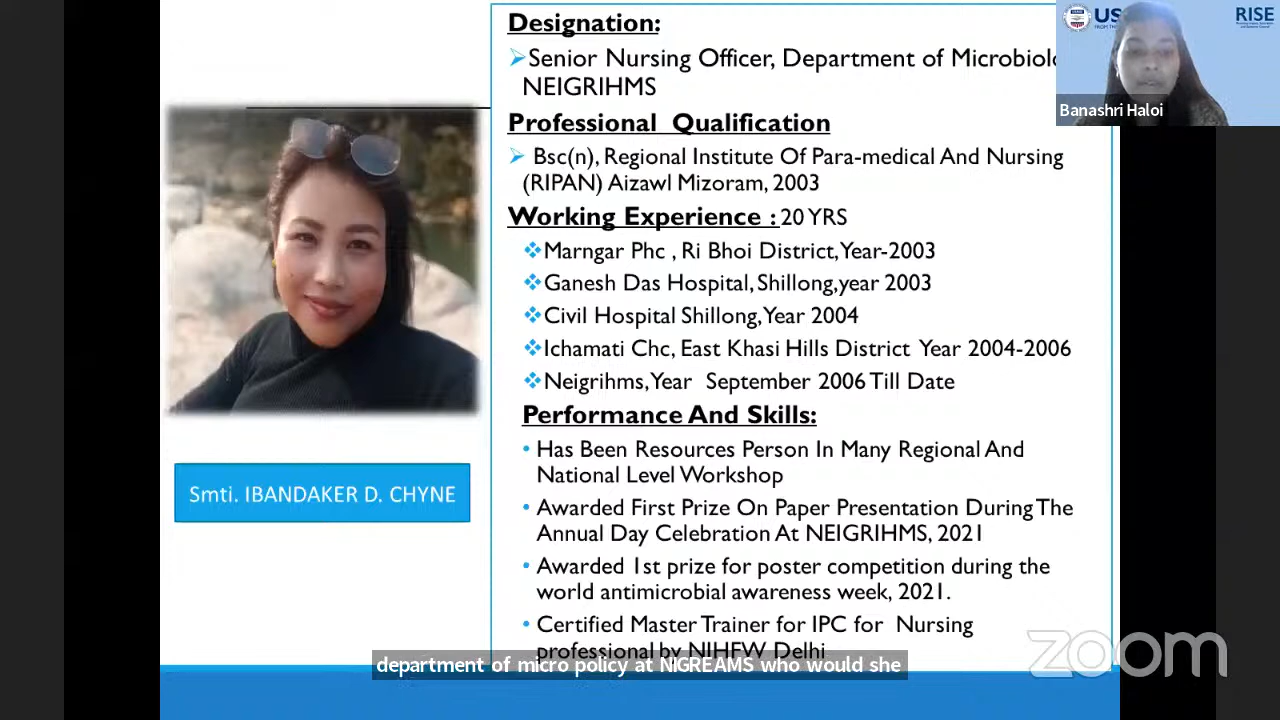 Designation:
➢Senior Nursing Officer, Department of
NEIGRIHMS
Professional Qualification
➢ Bsc(n), Regional Institute Of Para-medical And Nursing
(RIPAN) Aizawl Mizoram, 2003
Working Experience : 20 YRS
❖Marngar Phc , Ri Bhoi District,Year-2003
❖Ganesh Das Hospital,Shillong,year 2003
❖Civil Hospital Shillong,Year 2004
❖Ichamati Chc, East Khasi Hills District Year 2004-2006
❖Neigrihms,Year September 2006 Till Date
Performance And Skills:
• Has Been Resources Person In Many Regional And
National Level Workshop
• Awarded First Prize On Paper Presentation During The
Annual Day Celebration At NEIGRIHMS, 2021
• Awarded 1st prize for poster competition during the
world antimicrobial awareness week, 2021.
• Certified Master Trainer for IPC for Nursing
professional by NIHFW Delhi
Smti. IBANDAKER D. CHYNE
RISE
Banashri Haloi
department of micro policy at NIGREAMS who would she
zoom